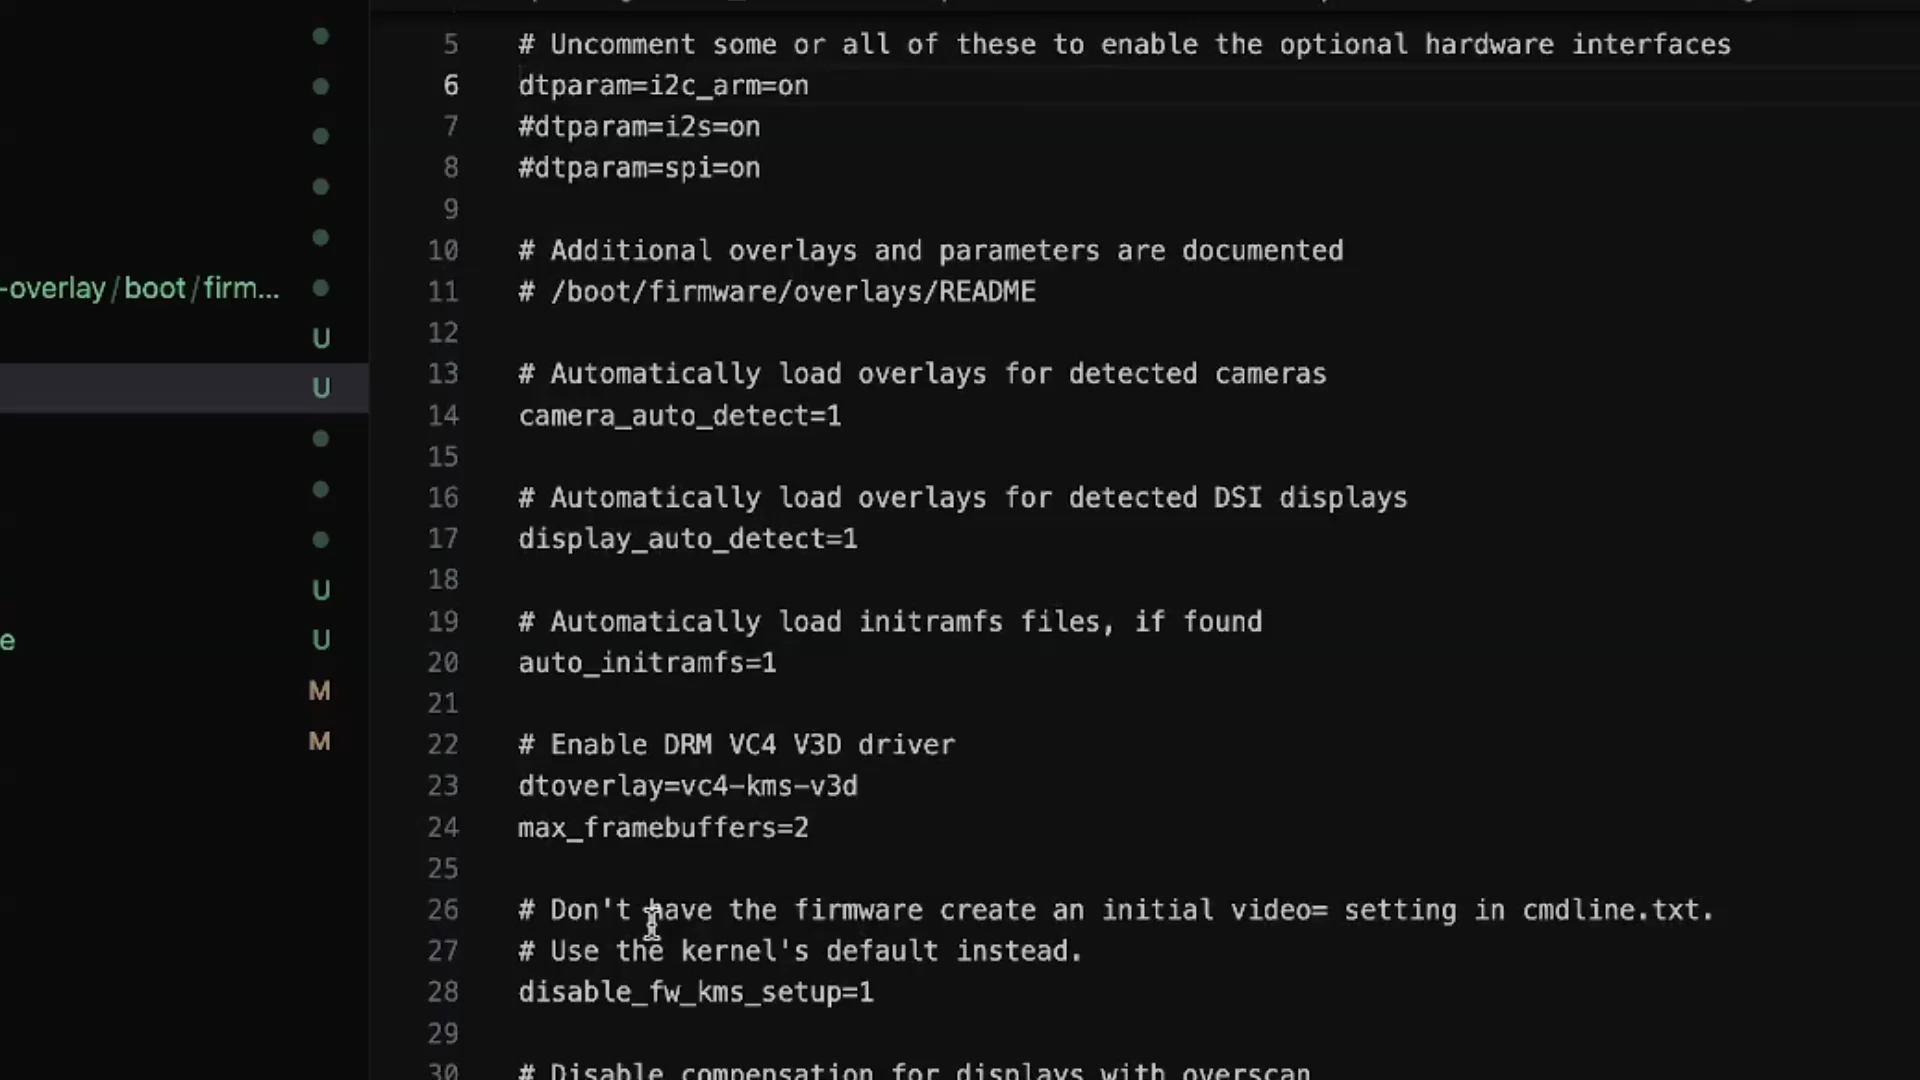 5 # Uncomment some or all of these to enable the optional hardware interfaces
6 dtparam=i2c_arm=on
7 #dtparam=i2s=on
8 #dtparam=spi=on
9
10 # Additional overlays and parameters are documented
-overlay/boot/firm...
11 # /boot/firmware/overlays/README
U
12
13 # Automatically load overlays for detected cameras
U
14 camera_auto_detect=1
15
16 # Automatically load overlays for detected DSI displays
17 display_auto_detect=1
18
U
19 # Automatically load initramfs files, if found
e U
20 auto_initramfs=1
M
21
22 # Enable DRM VC4 V3D driver
M
23 dtoverlay=vc4-kms-v3d
24 max_framebuffers=2
25
26 # Don't have the firmware create an initial video= setting in cmdline.txt.
27 # Use the kernel's default instead.
28 disable_fw_kms_setup=1
29
30 # Disable compensation for displays with overscan